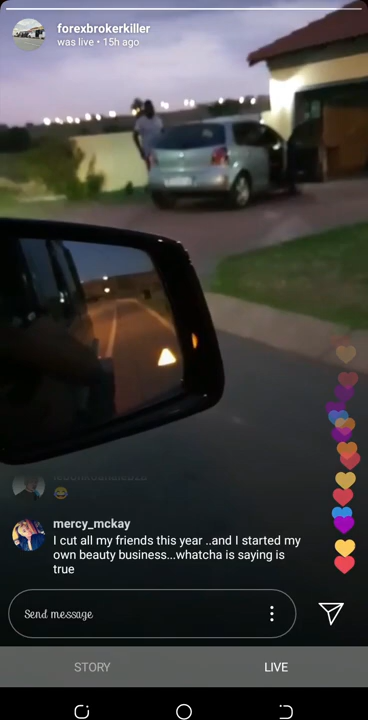 forexbrokerkiller
was live • 15h ago
😂
mercy_mckay
I cut all my friends this year ..and I started my
own beauty business...whatcha is saying is
true
Send message
STORY
LIVE